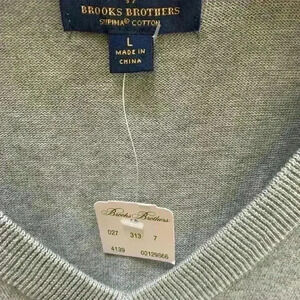 BROOKS BROTHERS
SUPIMA® COTTON
L
MADE IN
CHINA
Brooks Brothers
027 313 7
4139 00129866